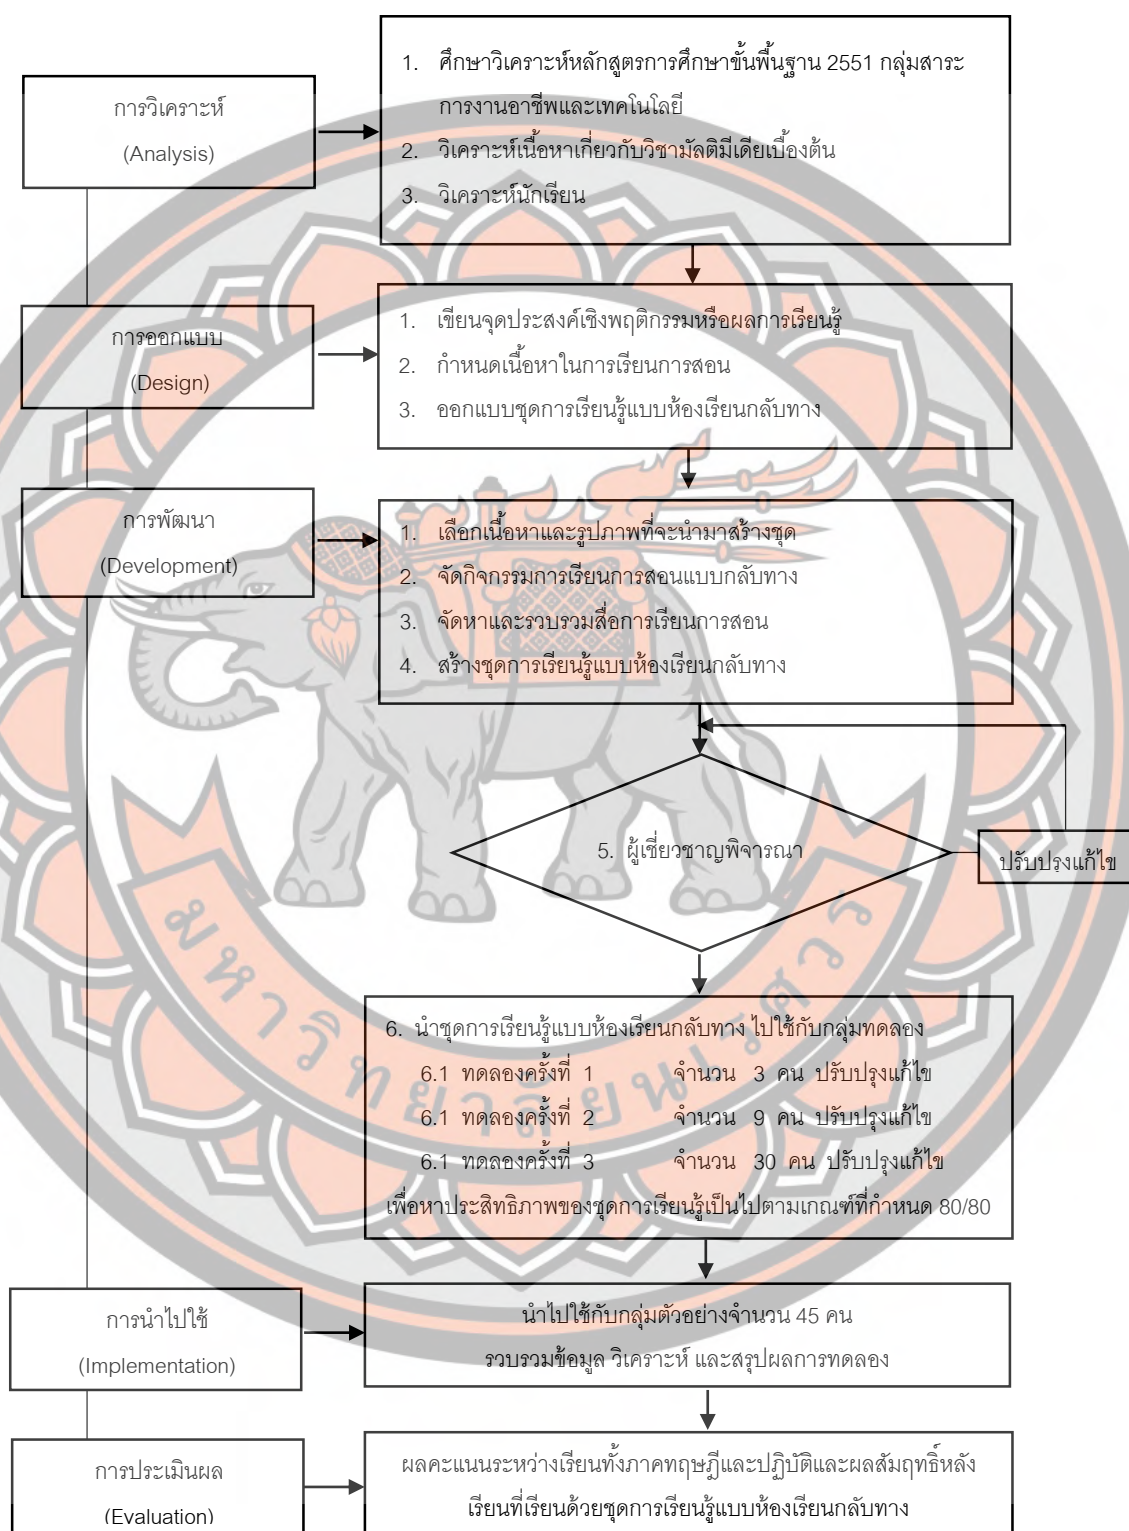 การวิเคราะห์
(Analysis)
1. ศึกษาวิเคราะห์หลักสูตรการศึกษาขั้นพื้นฐาน 2551 กลุ่มสาระ
การงานอาชีพและเทคโนโลยี
2. วิเคราะห์เนื้อหาเกี่ยวกับวิชามัลติมีเดียเบื้องต้น
3. วิเคราะห์นักเรียน
การออกแบบ
(Design)
1. เขียนจุดประสงค์เชิงพฤติกรรมหรือผลการเรียนรู้
2. กำหนดเนื้อหาในการเรียนการสอน
3. ออกแบบชุดการเรียนรู้แบบห้องเรียนกลับทาง
การพัฒนา
(Development)
1. เลือกเนื้อหาและรูปภาพที่จะนำมาสร้างชุด
2. จัดกิจกรรมการเรียนการสอนแบบกลับทาง
3. จัดหาและรวบรวมสื่อการเรียนการสอน
4. สร้างชุดการเรียนรู้แบบห้องเรียนกลับทาง
5. ผู้เชี่ยวชาญพิจารณา
ปรับปรุงแก้ไข
มหาวิทยาลัยนเรศวร
6. นำชุดการเรียนรู้แบบห้องเรียนกลับทาง ไปใช้กับกลุ่มทดลอง
6.1 ทดลองครั้งที่ 1 จำนวน 3 คน ปรับปรุงแก้ไข
6.1 ทดลองครั้งที่ 2 จำนวน 9 คน ปรับปรุงแก้ไข
6.1 ทดลองครั้งที่ 3 จำนวน 30 คน ปรับปรุงแก้ไข
เพื่อหาประสิทธิภาพของชุดการเรียนรู้เป็นไปตามเกณฑ์ที่กำหนด 80/80
การนำไปใช้
(Implementation)
นำไปใช้กับกลุ่มตัวอย่างจำนวน 45 คน
รวบรวมข้อมูล วิเคราะห์ และสรุปผลการทดลอง
การประเมินผล
(Evaluation)
ผลคะแนนระหว่างเรียนทั้งภาคทฤษฎีและปฏิบัติและผลสัมฤทธิ์หลัง
เรียนที่เรียนด้วยชุดการเรียนรู้แบบห้องเรียนกลับทาง